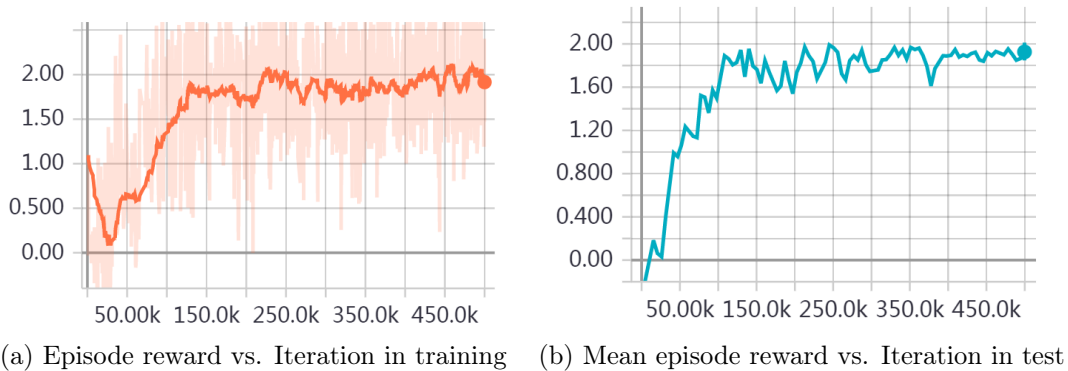 2.00
1.50
1.00
0.500
0.00
50.00k 150.0k 250.0k 350.0k 450.0k
(a) Episode reward vs. Iteration in training
2.00
1.60
1.20
0.800
0.400
0.00
50.00k 150.0k 250.0k 350.0k 450.0k
(b) Mean episode reward vs. Iteration in test